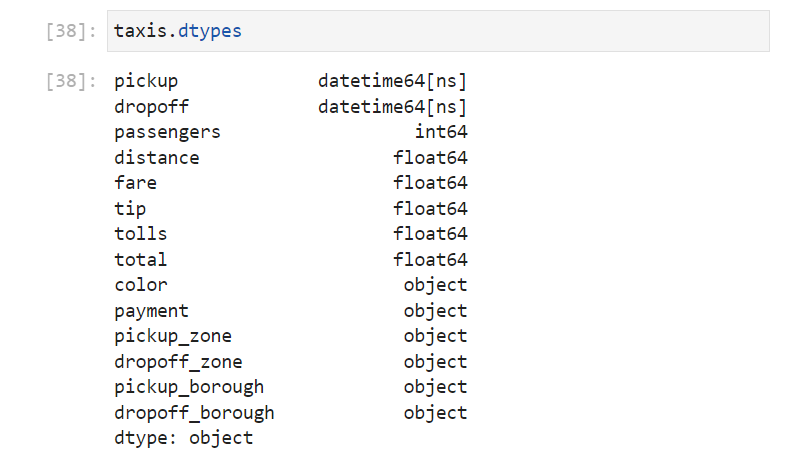 [38]: taxis.dtypes
[38]: pickup datetime64[ns]
dropoff datetime64[ns]
passengers int64
distance float64
fare float64
tip float64
tolls float64
total float64
color object
payment object
pickup_zone object
dropoff_zone object
pickup_borough object
dropoff_borough object
dtype: object